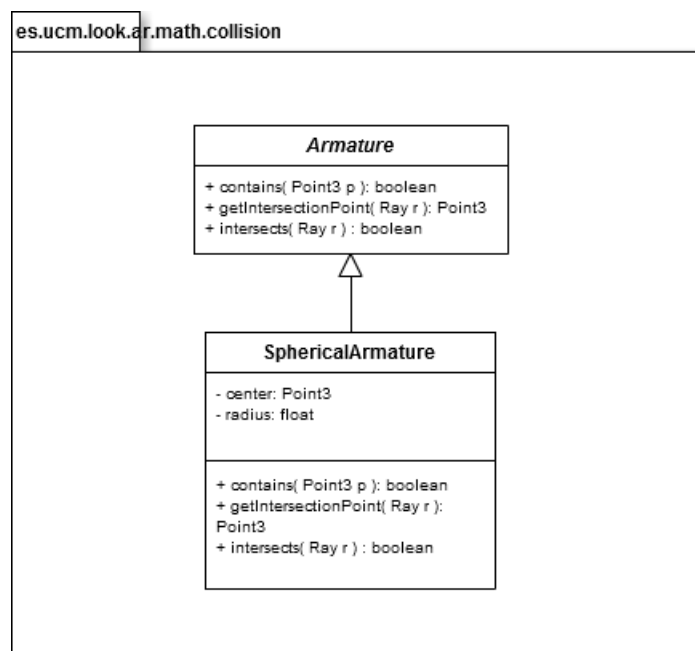 es.ucm.look.ar.math.collision
Armature
+ contains( Point3 p ): boolean
+ getIntersectionPoint( Ray r ): Point3
+ intersects( Ray r ) : boolean
SphericalArmature
- center: Point3
- radius: float
+ contains( Point3 p ): boolean
+ getIntersectionPoint( Ray r ):
Point3
+ intersects( Ray r ) : boolean